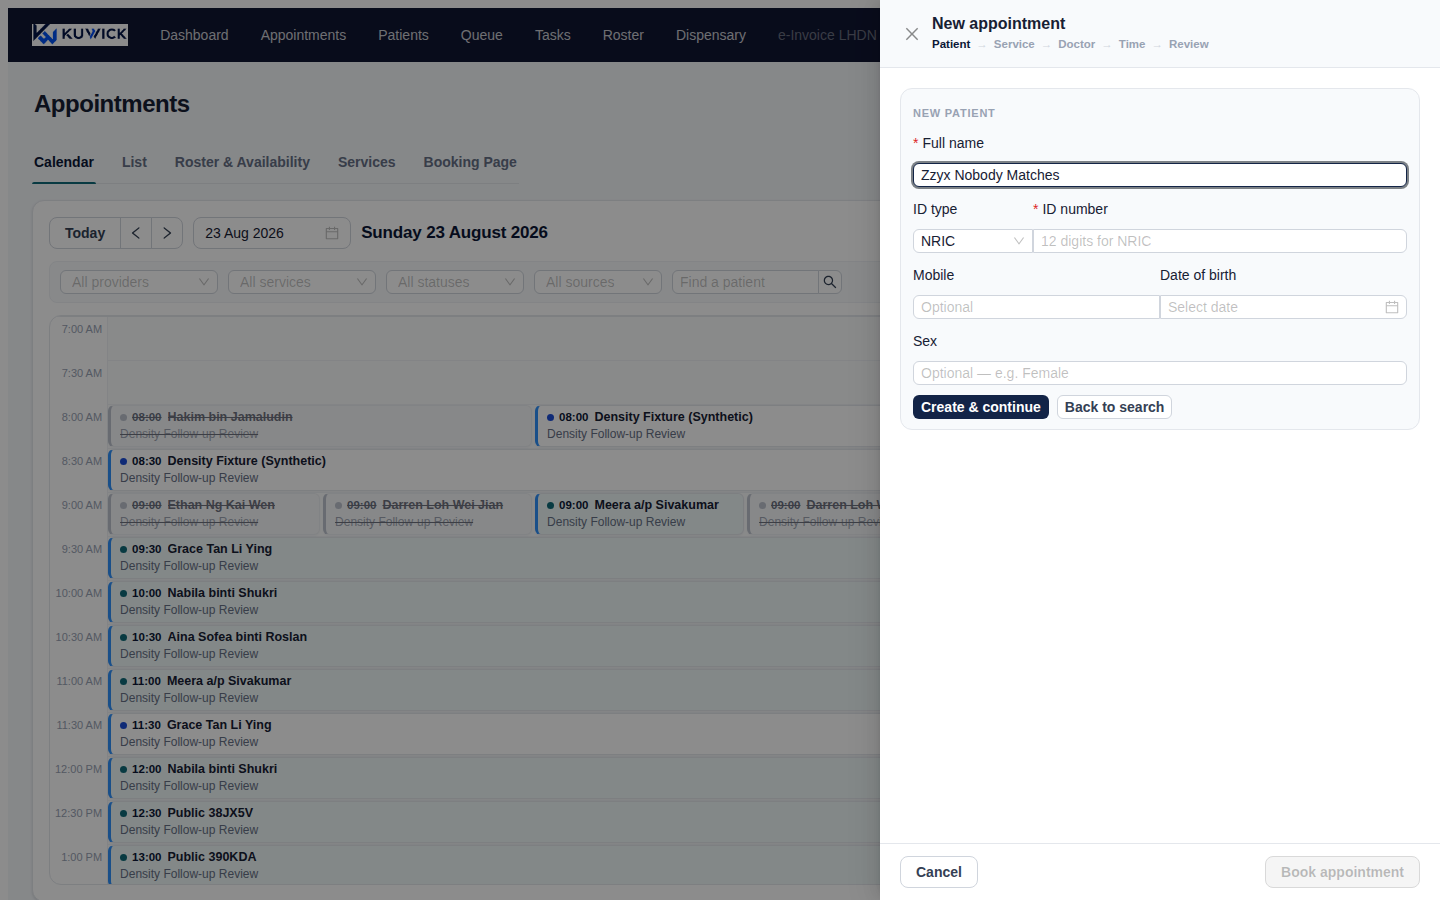 KUWICK
Dashboard Appointments Patients Queue Tasks Roster Dispensary e-Invoice LHDN
Appointments
Calendar List Roster & Availability Services Booking Page
Today 23 Aug 2026 Sunday 23 August 2026
All providers All services All statuses All sources Find a patient
7:00 AM
7:30 AM
8:00 AM 08:00 Hakim bin Jamaludin 08:00 Density Fixture (Synthetic)
Density Follow-up Review Density Follow-up Review
8:30 AM 08:30 Density Fixture (Synthetic)
Density Follow-up Review
9:00 AM 09:00 Ethan Ng Kai Wen 09:00 Darren Loh Wei Jian 09:00 Meera a/p Sivakumar 09:00 Darren Loh
Density Follow-up Review Density Follow-up Review Density Follow-up Review Density Follow-up Rev
9:30 AM 09:30 Grace Tan Li Ying
Density Follow-up Review
10:00 AM 10:00 Nabila binti Shukri
Density Follow-up Review
10:30 AM 10:30 Aina Sofea binti Roslan
Density Follow-up Review
11:00 AM 11:00 Meera a/p Sivakumar
Density Follow-up Review
11:30 AM 11:30 Grace Tan Li Ying
Density Follow-up Review
12:00 PM 12:00 Nabila binti Shukri
Density Follow-up Review
12:30 PM 12:30 Public 38JX5V
Density Follow-up Review
1:00 PM 13:00 Public 390KDA
Density Follow-up Review
New appointment
Patient → Service → Doctor → Time → Review
NEW PATIENT
* Full name
Zzyx Nobody Matches
ID type * ID number
NRIC 12 digits for NRIC
Mobile Date of birth
Optional Select date
Sex
Optional — e.g. Female
Create & continue Back to search
Cancel Book appointment